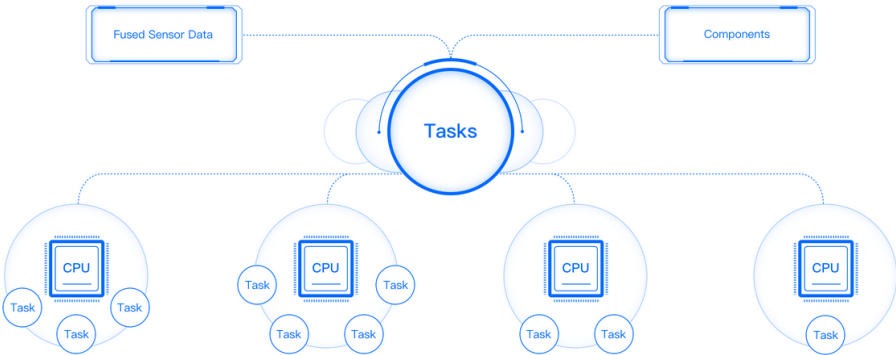 Fused Sensor Data
Components
Tasks
CPU
Task
Task
Task
CPU
Task
Task
Task
Task
CPU
Task
Task
CPU
Task